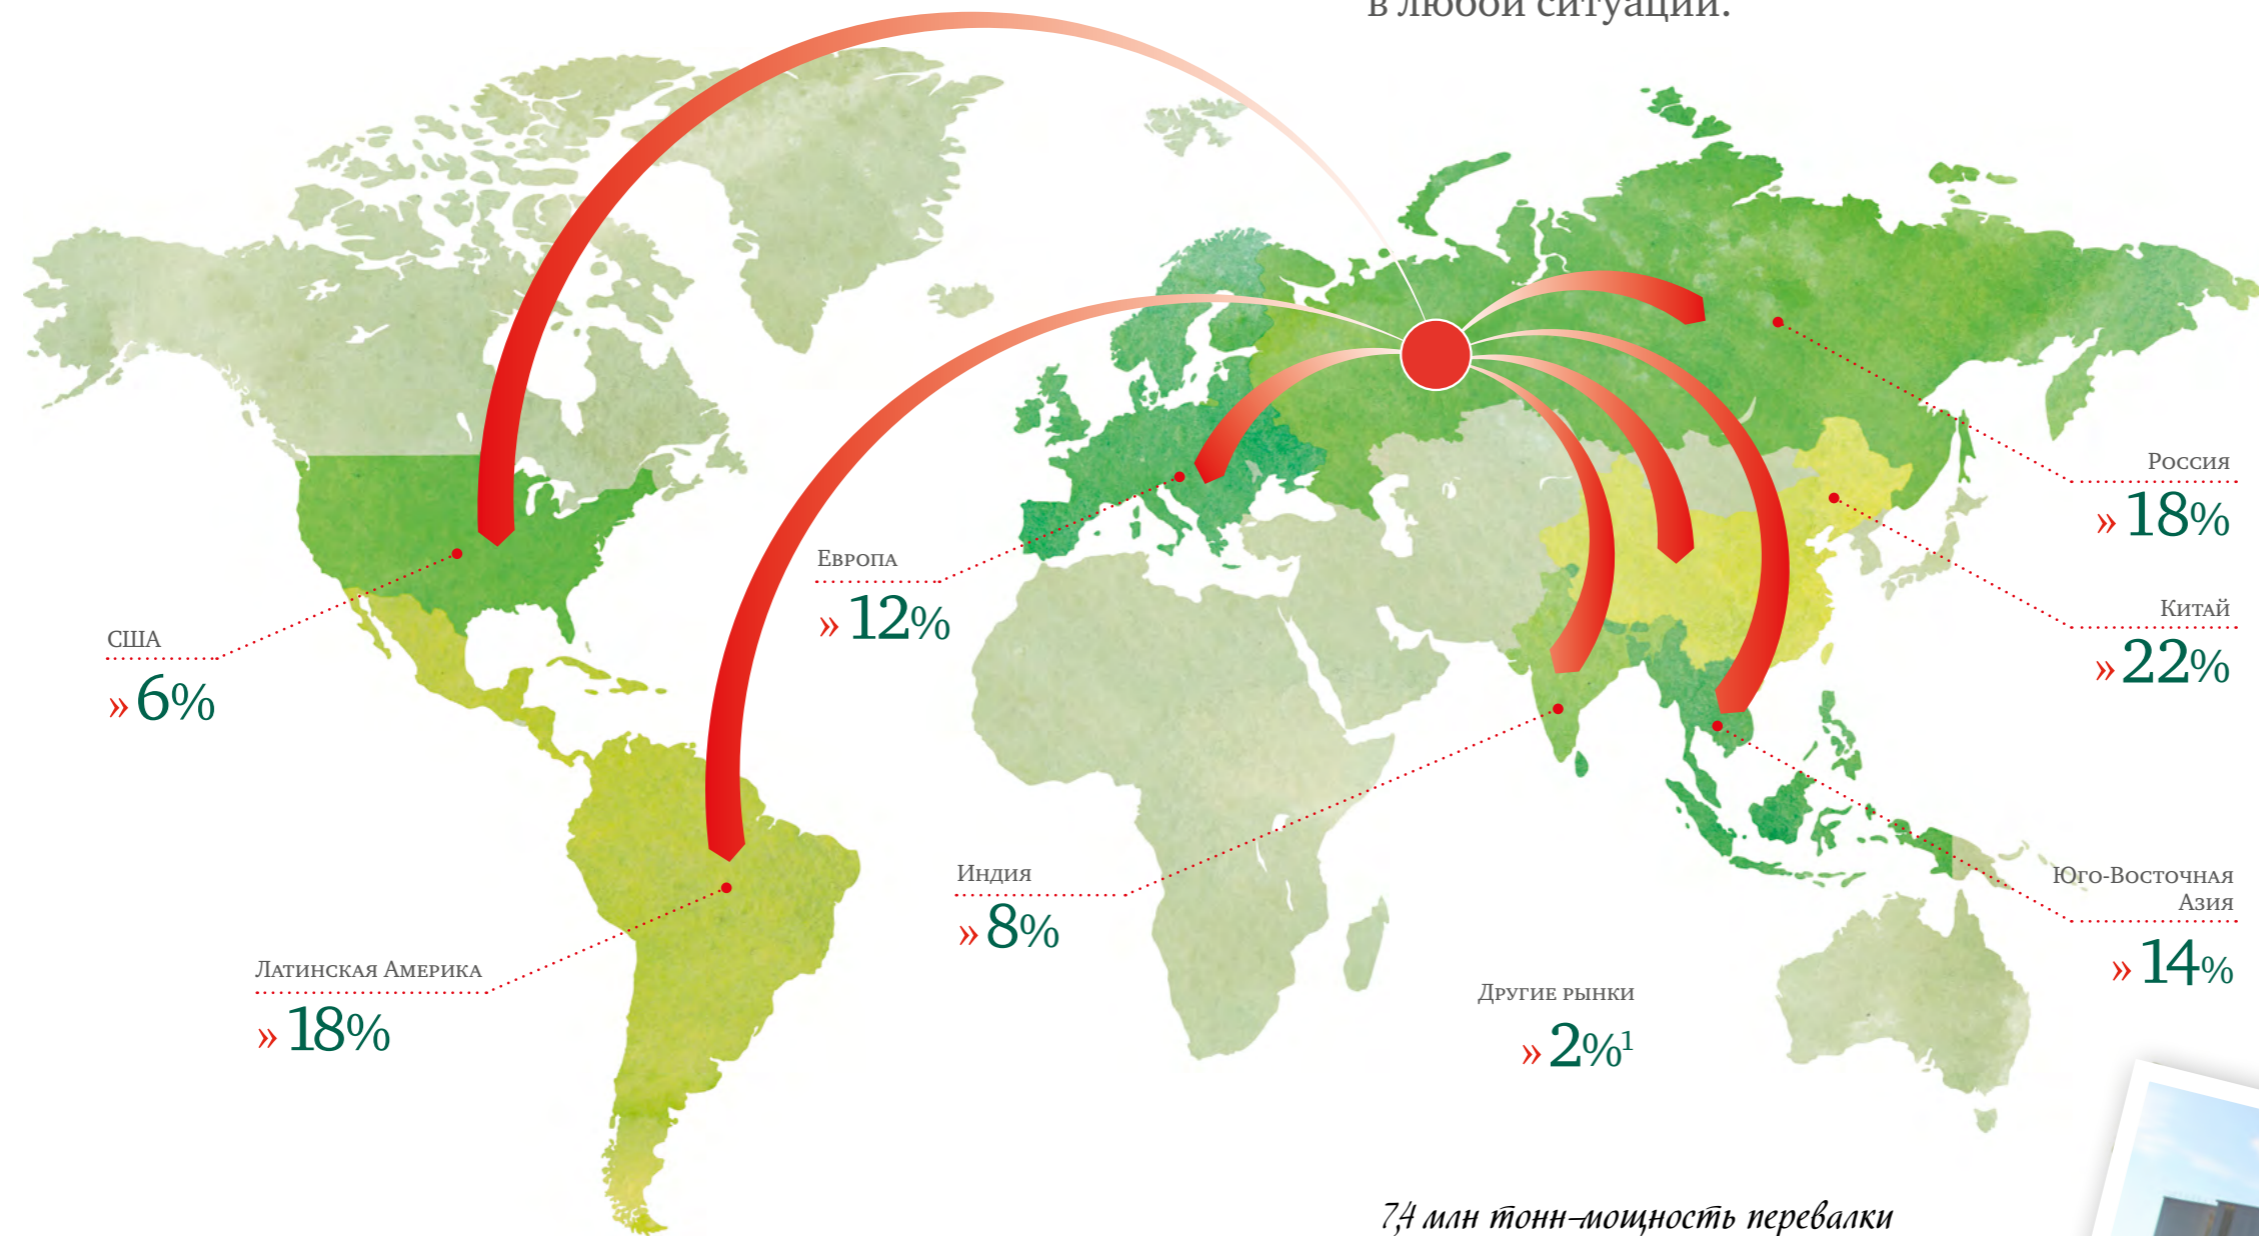 в любой ситуации.
Россия
» 18%
Китай
» 22%
Европа
» 12%
США
» 6%
Индия
» 8%
Юго-Восточная
Азия
» 14%
Латинская Америка
» 18%
Другие рынки
» 2%¹
7,4 млн тонн–мощность перевалки